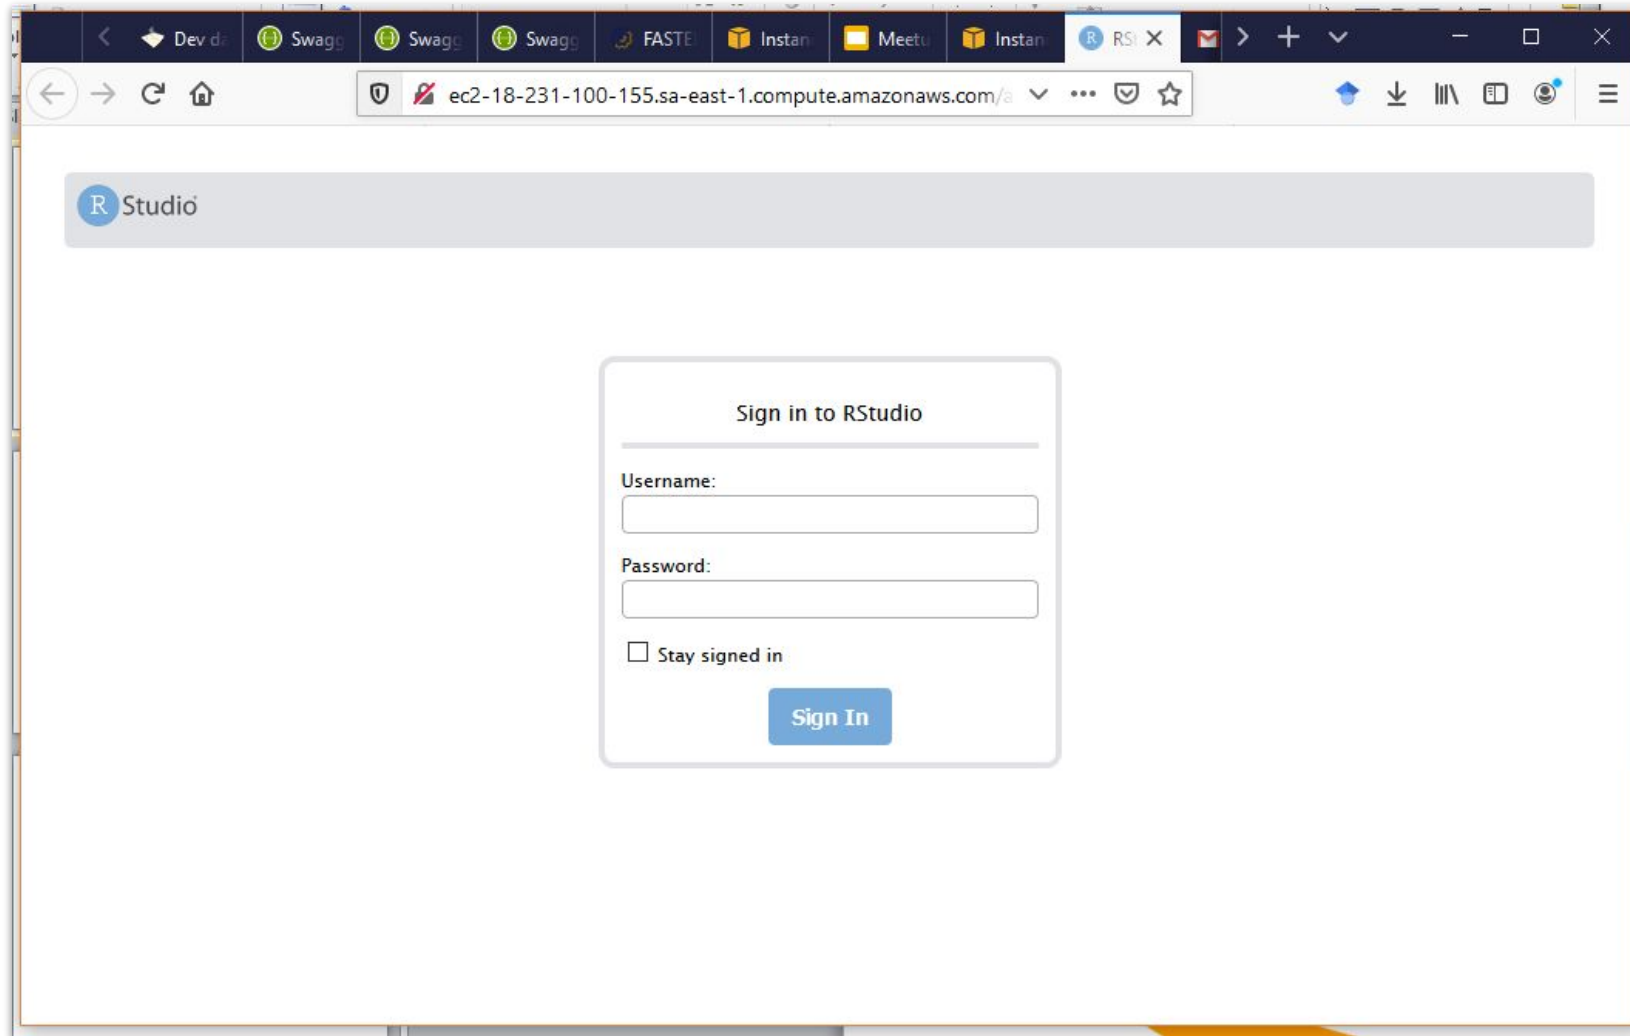 Dev d
Swagg
Swagg
Swagg
FASTE
Instan
Meetu
Instan
R
RS
M
ec2-18-231-100-155.sa-east-1.compute.amazonaws.com/a
R Studio
Sign in to RStudio
Username:
Password:
Stay signed in
Sign In